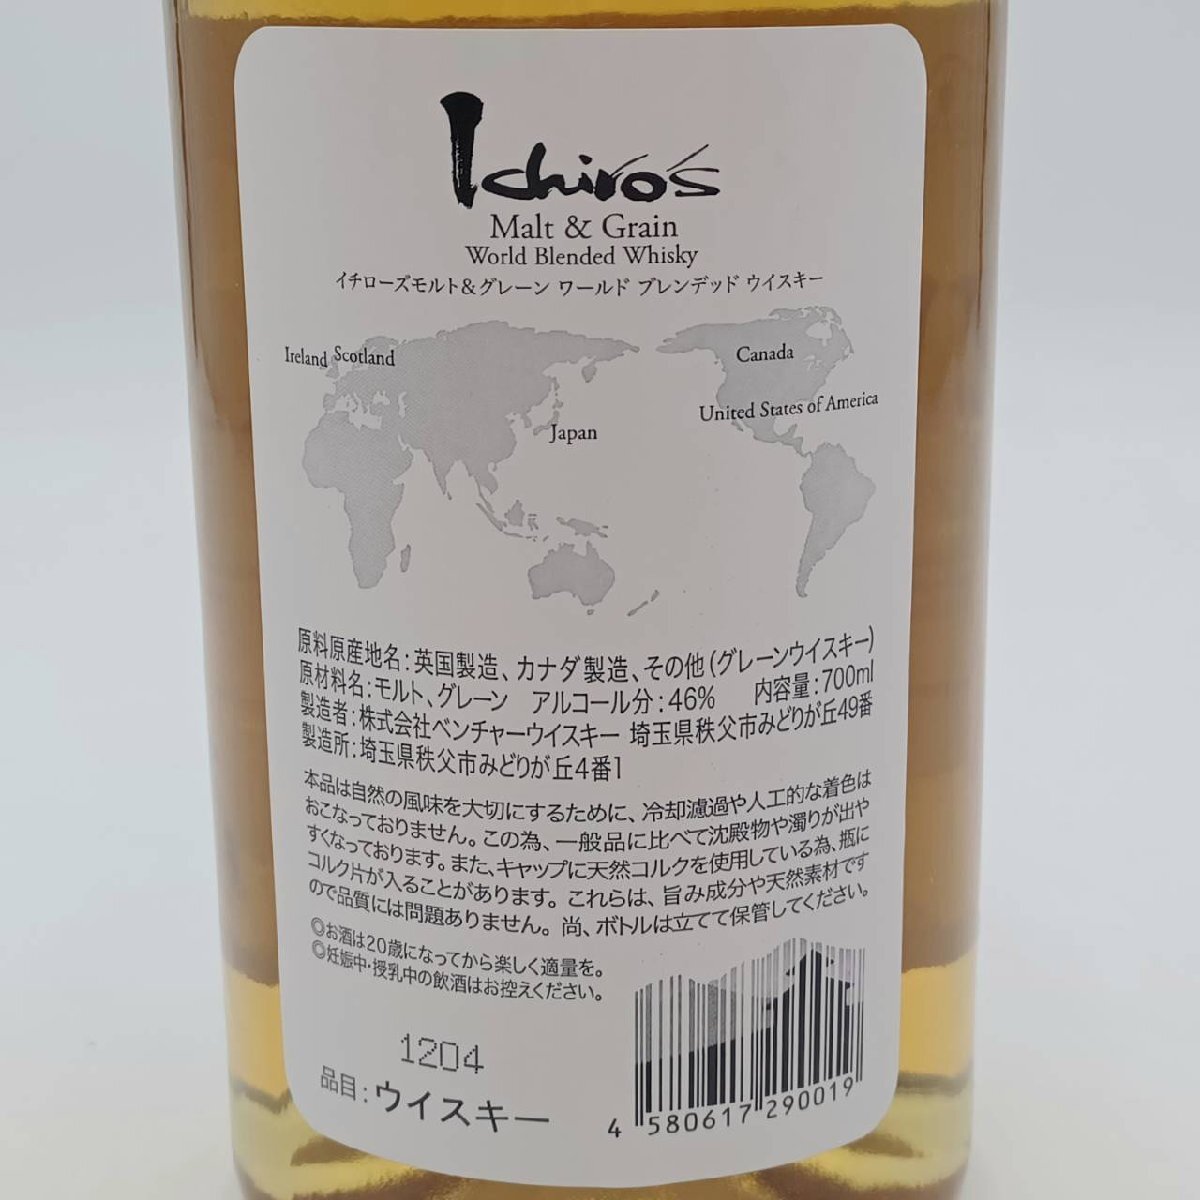 Ichiro's
Malt & Grain
World Blended Whisky
イチローズモルト&グレーン ワールド ブレンデッド ウイスキー
Ireland Scotland
Canada
United States of America
Japan
原料原産地名:英国製造、カナダ製造、その他(グレーンウイスキー)
原材料名:モルト、グレーン アルコール分:46% 内容量:700ml
製造者:株式会社ベンチャーウイスキー 埼玉県秩父市みどりが丘49番
製造所:埼玉県秩父市みどりが丘4番1
本品は自然の風味を大切にするために、冷却濾過や人工的な着色は
おこなっておりません。この為、一般品に比べて沈殿物や濁りが出や
すくなっております。また、キャップに天然コルクを使用している為、瓶に
コルク片が入ることがあります。これらは、旨み成分や天然素材です
ので品質には問題ありません。尚、ボトルは立てて保管してください。
◎お酒は20歳になってから楽しく適量を。
◎妊娠中・授乳中の飲酒はお控えください。
1204
品目:ウイスキー
4 580617 290019